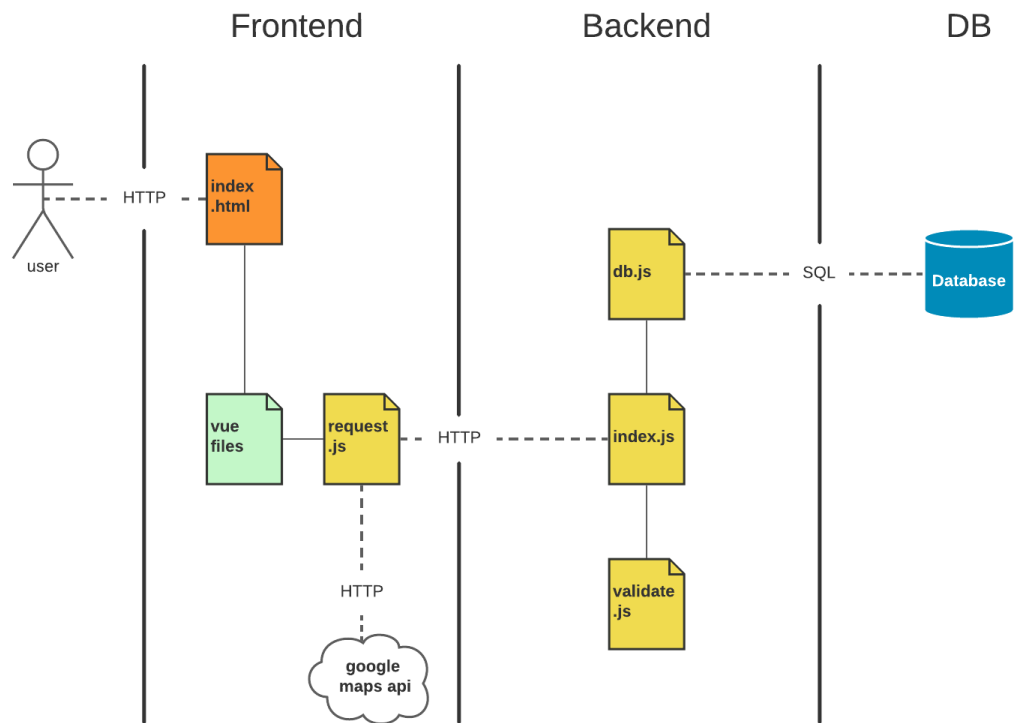 Frontend
Backend
DB
index
.html
HTTP
user
db.js
SQL
Database
vue
files
request
.js
HTTP
index.js
HTTP
validate
.js
google
maps api